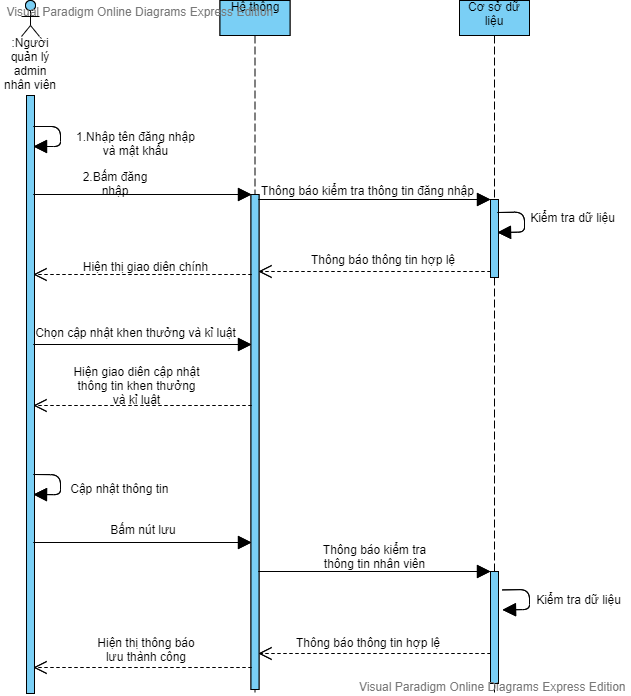 Visual Paradigm Online Diagrams Express Edition
Hệ thống
Cơ sở dữ
liệu
:Người
quản lý
admin
nhân viên
1.Nhập tên đăng nhập
và mật khẩu
2.Bấm đăng
nhập
Thông báo kiểm tra thông tin đăng nhập
Kiểm tra dữ liệu
Thông báo thông tin hợp lệ
Hiện thị giao diên chính
Chọn cập nhật khen thưởng và kỉ luật
Hiện giao diên cập nhật
thông tin khen thưởng
và kỉ luật
Cập nhật thông tin
Bấm nút lưu
Thông báo kiểm tra
thông tin nhân viên
Kiểm tra dữ liệu
Thông báo thông tin hợp lệ
Hiện thị thông báo
lưu thành công
Visual Paradigm Online Diagrams Express Edition